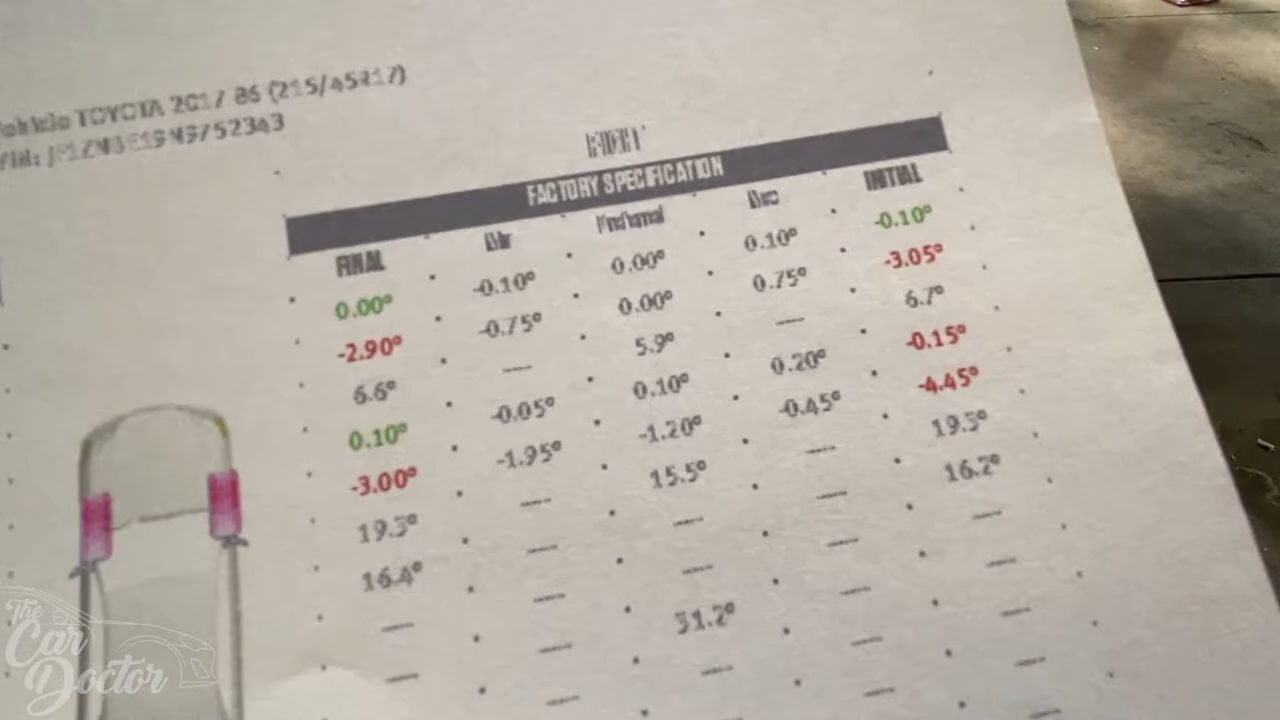 TOYOTA 2017 86 (215/45R17)
RIGHT
FACTORY SPECIFICATION
FINAL Min Preferred Max INITIAL
0.00° -0.10° 0.00° 0.10° -0.10°
-2.90° -0.75° 0.00° 0.75° -3.05°
6.6° ---- 5.9° ---- 6.7°
0.10° -0.05° 0.10° 0.20° -0.15°
-3.00° -1.95° -1.20° -0.45° -4.45°
19.3° ---- 15.5° ---- 19.3°
16.4° ---- ---- ---- 16.2°
---- ---- ---- ---- ----
---- ---- 31.2° ---- ----
The
Car
Doctor